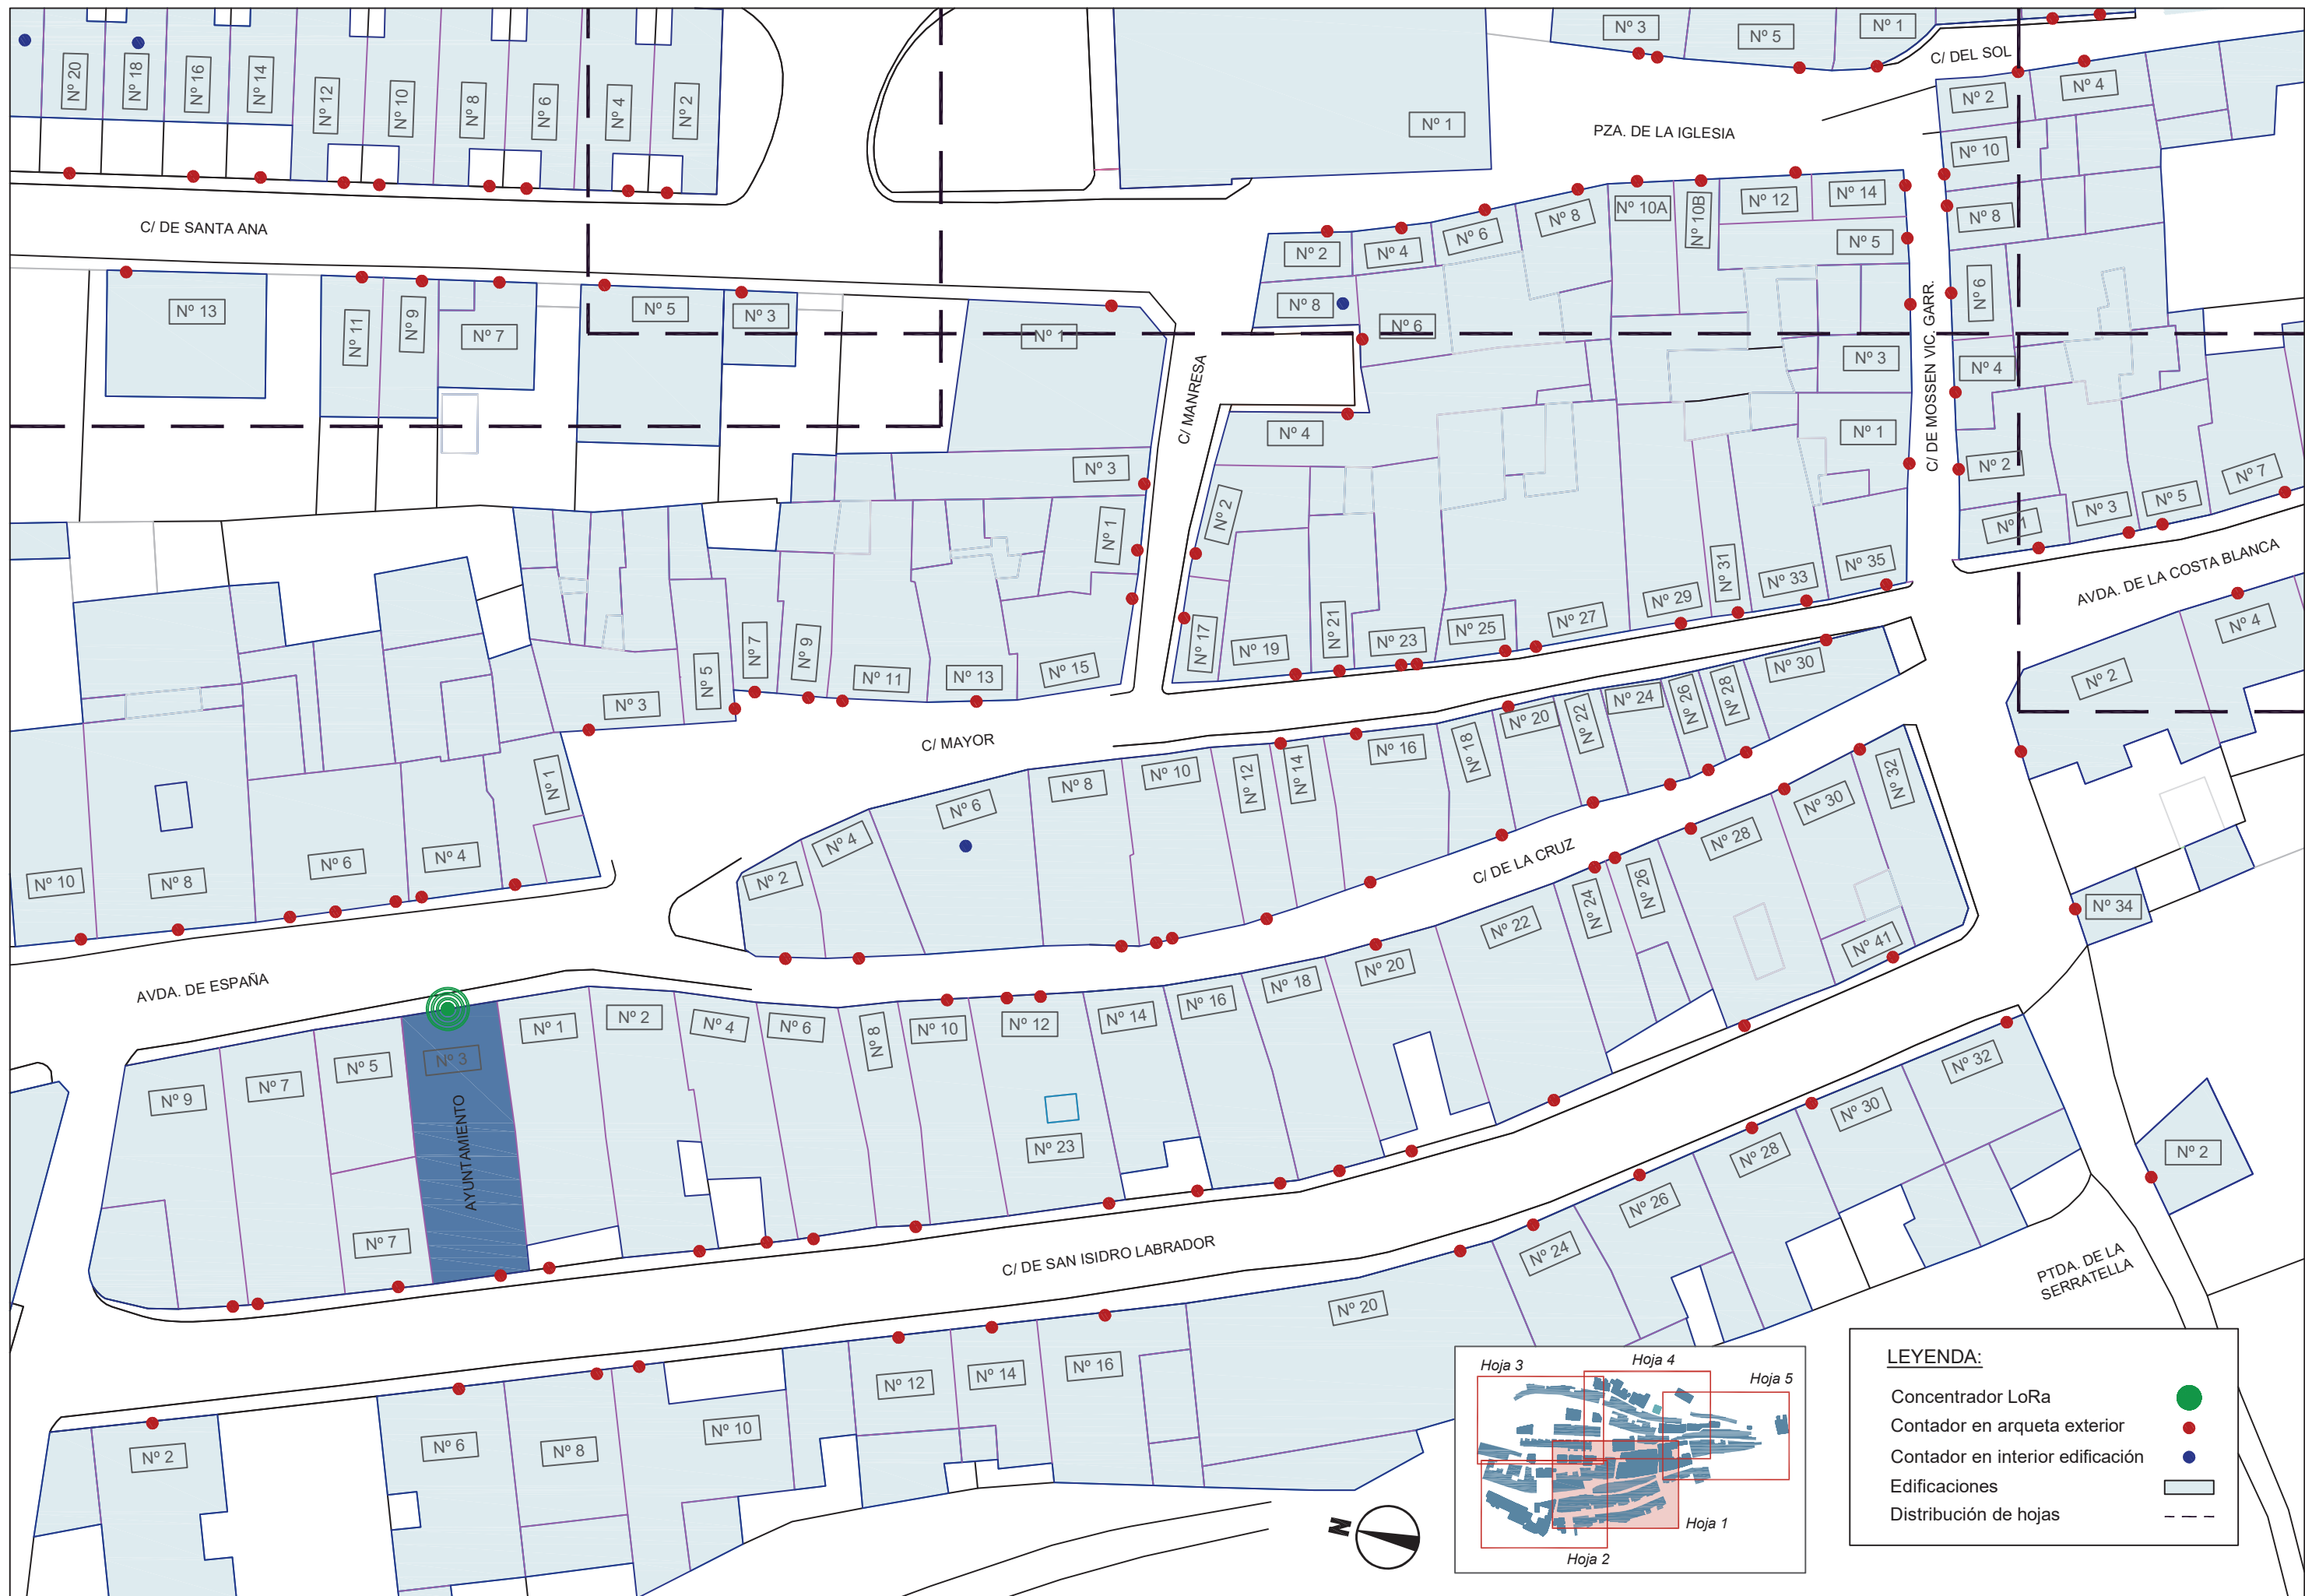 Nº 3
Nº 5
Nº 1
C/ DEL SOL
Nº 20
Nº 18
Nº 16
Nº 14
Nº 12
Nº 10
Nº 8
Nº 6
Nº 4
Nº 2
Nº 1
PZA. DE LA IGLESIA
Nº 2
Nº 4
Nº 10
Nº 8
Nº 6
Nº 4
Nº 2
C/ DE SANTA ANA
Nº 2
Nº 4
Nº 6
Nº 8
Nº 10A
Nº 10B
Nº 12
Nº 14
Nº 5
Nº 8
Nº 6
Nº 3
Nº 1
C/ DE MOSSEN VIC. GARR.
Nº 13
Nº 11
Nº 9
Nº 7
Nº 5
Nº 3
Nº 1
C/ MANRESA
Nº 4
Nº 3
Nº 2
Nº 1
Nº 1
Nº 3
Nº 5
Nº 7
AVDA. DE LA COSTA BLANCA
Nº 17
Nº 19
Nº 21
Nº 23
Nº 25
Nº 27
Nº 29
Nº 31
Nº 33
Nº 35
Nº 3
Nº 5
Nº 7
Nº 9
Nº 11
Nº 13
Nº 15
Nº 2
Nº 4
C/ MAYOR
Nº 1
Nº 10
Nº 8
Nº 6
Nº 4
Nº 2
Nº 4
Nº 6
Nº 8
Nº 10
Nº 12
Nº 14
Nº 16
Nº 18
Nº 20
Nº 22
Nº 24
Nº 26
Nº 28
Nº 30
C/ DE LA CRUZ
Nº 34
AVDA. DE ESPAÑA
Nº 9
Nº 7
Nº 5
Nº 3
AYUNTAMIENTO
Nº 7
Nº 1
Nº 2
Nº 4
Nº 6
Nº 8
Nº 10
Nº 12
Nº 23
Nº 14
Nº 16
Nº 18
Nº 20
Nº 22
Nº 24
Nº 26
Nº 28
Nº 30
Nº 32
Nº 41
C/ DE SAN ISIDRO LABRADOR
Nº 2
Nº 6
Nº 8
Nº 10
Nº 12
Nº 14
Nº 16
Nº 20
Nº 24
Nº 26
Nº 28
Nº 30
Nº 32
Nº 2
PTDA. DE LA
SERRATELLA
N
Hoja 3
Hoja 4
Hoja 5
Hoja 1
Hoja 2
LEYENDA:
Concentrador LoRa
Contador en arqueta exterior
Contador en interior edificación
Edificaciones
Distribución de hojas